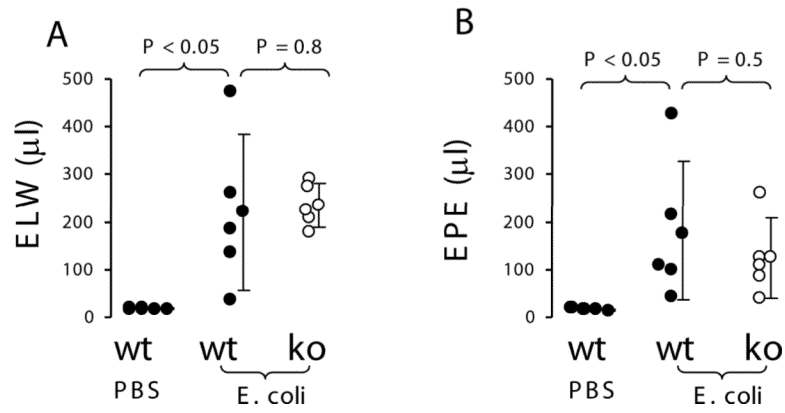 A
P < 0.05
P = 0.8
500
400
300
200
100
0
ELW (µl)
wt
wt
ko
PBS
E. coli
B
P < 0.05
P = 0.5
500
400
300
200
100
0
EPE (µl)
wt
wt
ko
PBS
E. coli